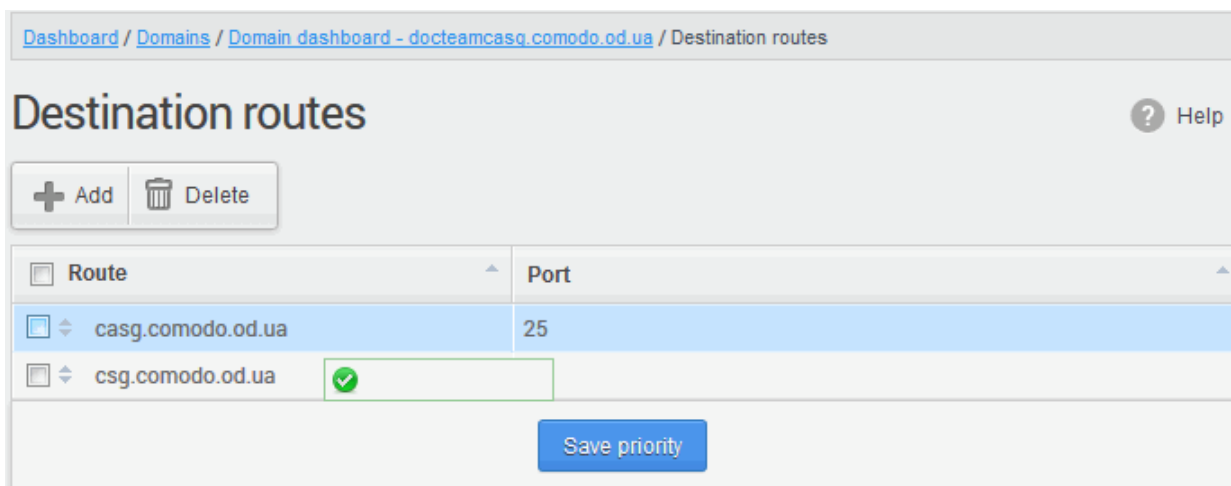 Dashboard / Domains / Domain dashboard - docteamcasg.comodo.od.ua / Destination routes
Destination routes
Help
Add Delete
Route Port
casg.comodo.od.ua 25
csg.comodo.od.ua
Save priority